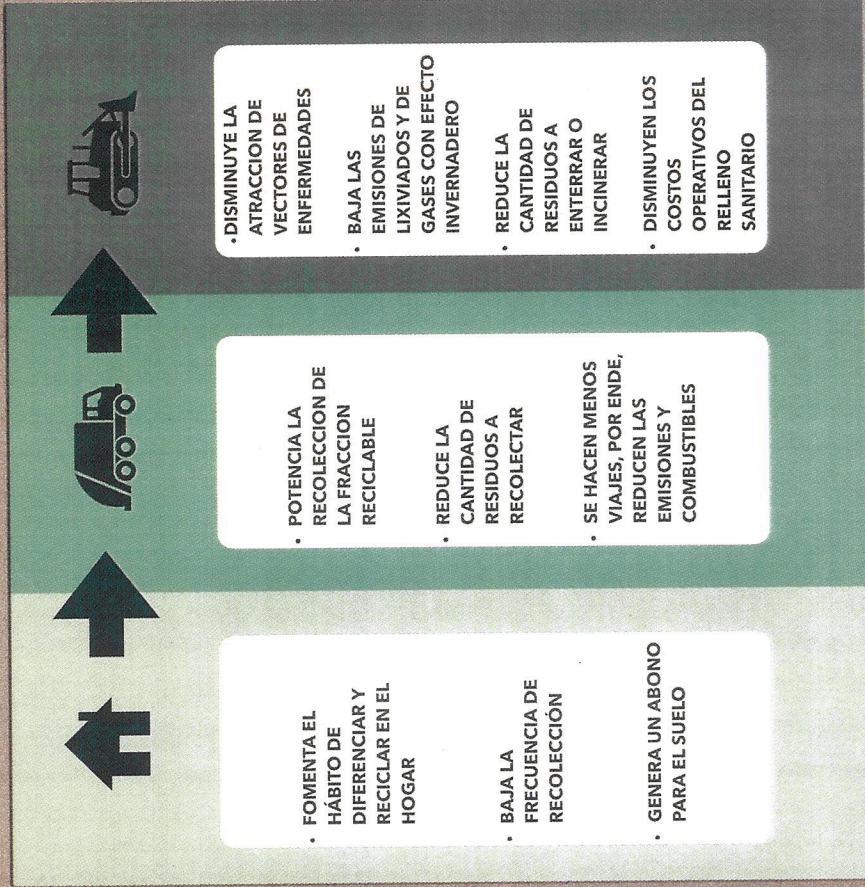 • FOMENTA EL
HÁBITO DE
DIFERENCIAR Y
RECICLAR EN EL
HOGAR
• BAJA LA
FRECUENCIA DE
RECOLECCIÓN
• GENERA UN ABONO
PARA EL SUELO
• POTENCIA LA
RECOLECCION DE
LA FRACCION
RECICLABLE
• REDUCE LA
CANTIDAD DE
RESIDUOS A
RECOLECTAR
• SE HACEN MENOS
VIAJES, POR ENDE,
REDUCEN LAS
EMISIONES Y
COMBUSTIBLES
•DISMINUYE LA
ATRACCION DE
VECTORES DE
ENFERMEDADES
• BAJA LAS
EMISIONES DE
LIXIVIADOS Y DE
GASES CON EFECTO
INVERNADERO
• REDUCE LA
CANTIDAD DE
RESIDUOS A
ENTERRAR O
INCINERAR
• DISMINUYEN LOS
COSTOS
OPERATIVOS DEL
RELLENO
SANITARIO